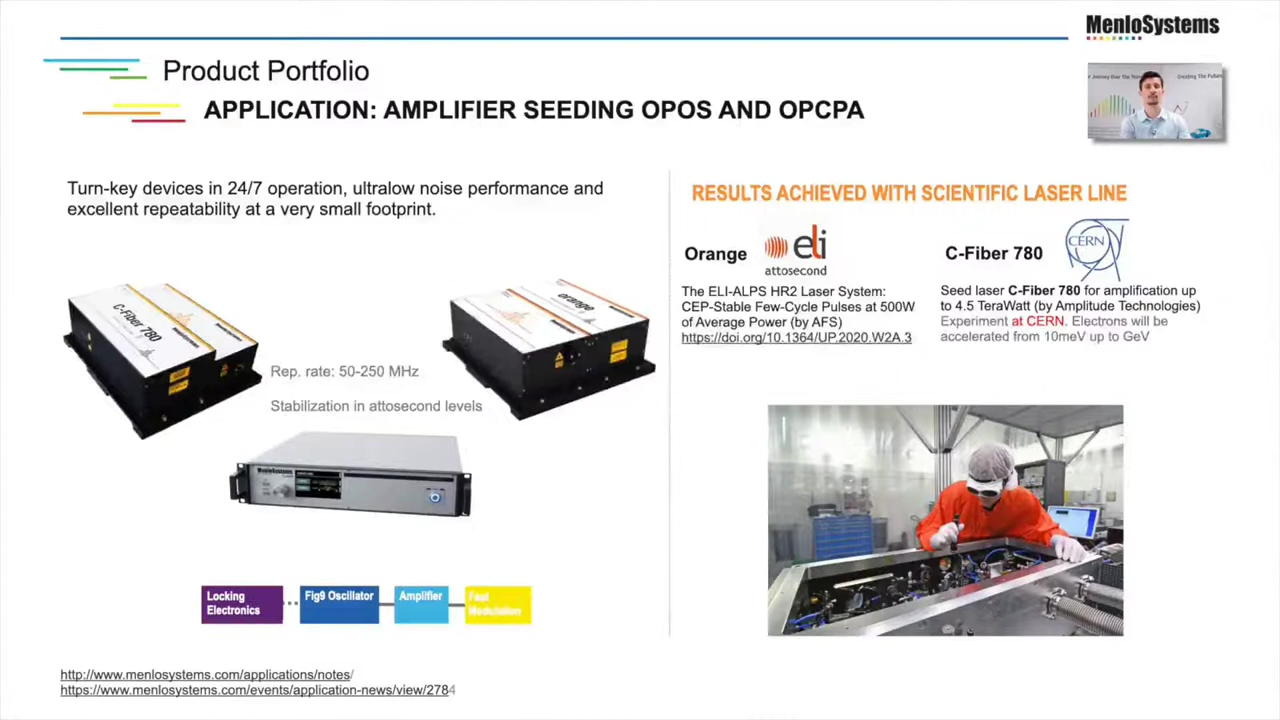 MenloSystems
Product Portfolio
APPLICATION: AMPLIFIER SEEDING OPOS AND OPCPA
Creating The Future
Turn-key devices in 24/7 operation, ultralow noise performance and
excellent repeatability at a very small footprint.
C-Fiber 780
orange
Rep. rate: 50-250 MHz
Stabilization in attosecond levels
MenloSystems
Locking
Electronics
Fig9 Oscillator
Amplifier
Fast
Modulation
http://www.menlosystems.com/applications/notes/
https://www.menlosystems.com/events/application-news/view/2784
RESULTS ACHIEVED WITH SCIENTIFIC LASER LINE
Orange
eli
attosecond
The ELI-ALPS HR2 Laser System:
CEP-Stable Few-Cycle Pulses at 500W
of Average Power (by AFS)
https://doi.org/10.1364/UP.2020.W2A.3
C-Fiber 780
CERN
Seed laser C-Fiber 780 for amplification up
to 4.5 TeraWatt (by Amplitude Technologies)
Experiment at CERN. Electrons will be
accelerated from 10meV up to GeV